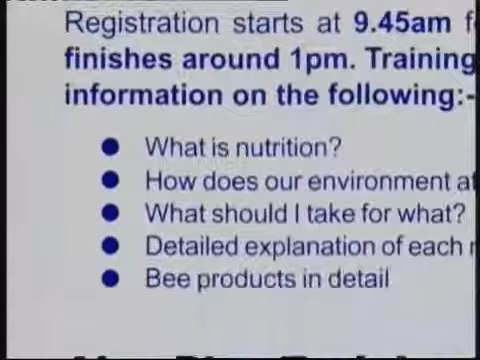 Registration starts at 9.45am
finishes around 1pm. Training
information on the following:-
What is nutrition?
How does our environment
What should I take for what?
Detailed explanation of each
Bee products in detail